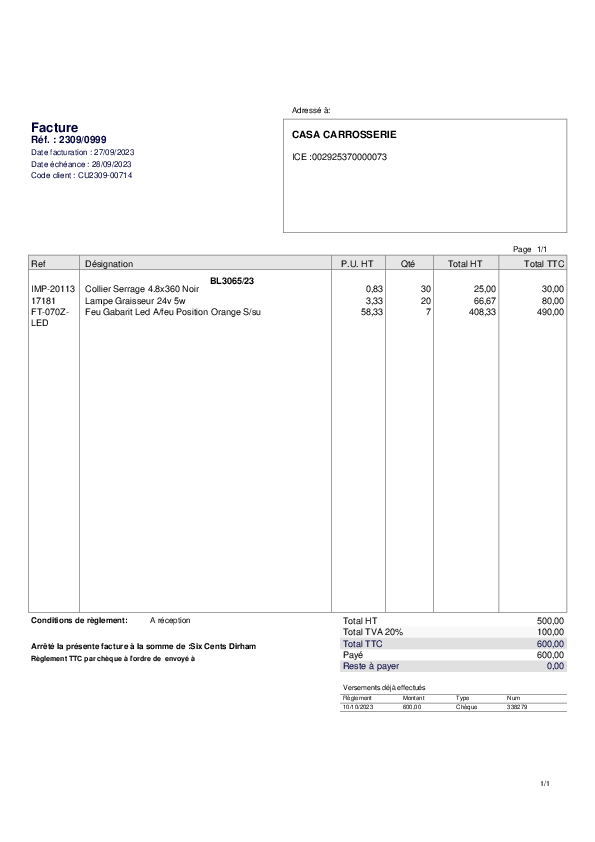 Adressé à:
Facture
Réf. : 2309/0999
Date facturation : 27/09/2023
Date échéance : 28/09/2023
Code client : CU2309-00714
CASA CARROSSERIE
ICE :002925370000073
Page 1/1
Ref Désignation P.U. HT Qté Total HT Total TTC
BL3065/23
IMP-20113 Collier Serrage 4.8x360 Noir 0,83 30 25,00 30,00
17181 Lampe Graisseur 24v 5w 3,33 20 66,67 80,00
FT-070Z- Feu Gabarit Led A/feu Position Orange S/su 58,33 7 408,33 490,00
LED
Conditions de règlement: A réception
Arrêté la présente facture à la somme de :Six Cents Dirham
Règlement TTC par chèque à l'ordre de envoyé à
Total HT 500,00
Total TVA 20% 100,00
Total TTC 600,00
Payé 600,00
Reste à payer 0,00
Versements déjà effectués
Règlement Montant Type Num
10/10/2023 600,00 Chèque 338279
1/1